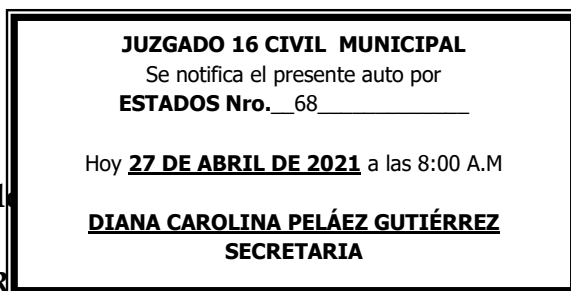 JUZGADO 16 CIVIL MUNICIPAL
Se notifica el presente auto por
ESTADOS Nro.__68_____________
Hoy 27 DE ABRIL DE 2021 a las 8:00 A.M
DIANA CAROLINA PELÁEZ GUTIÉRREZ
SECRETARIA